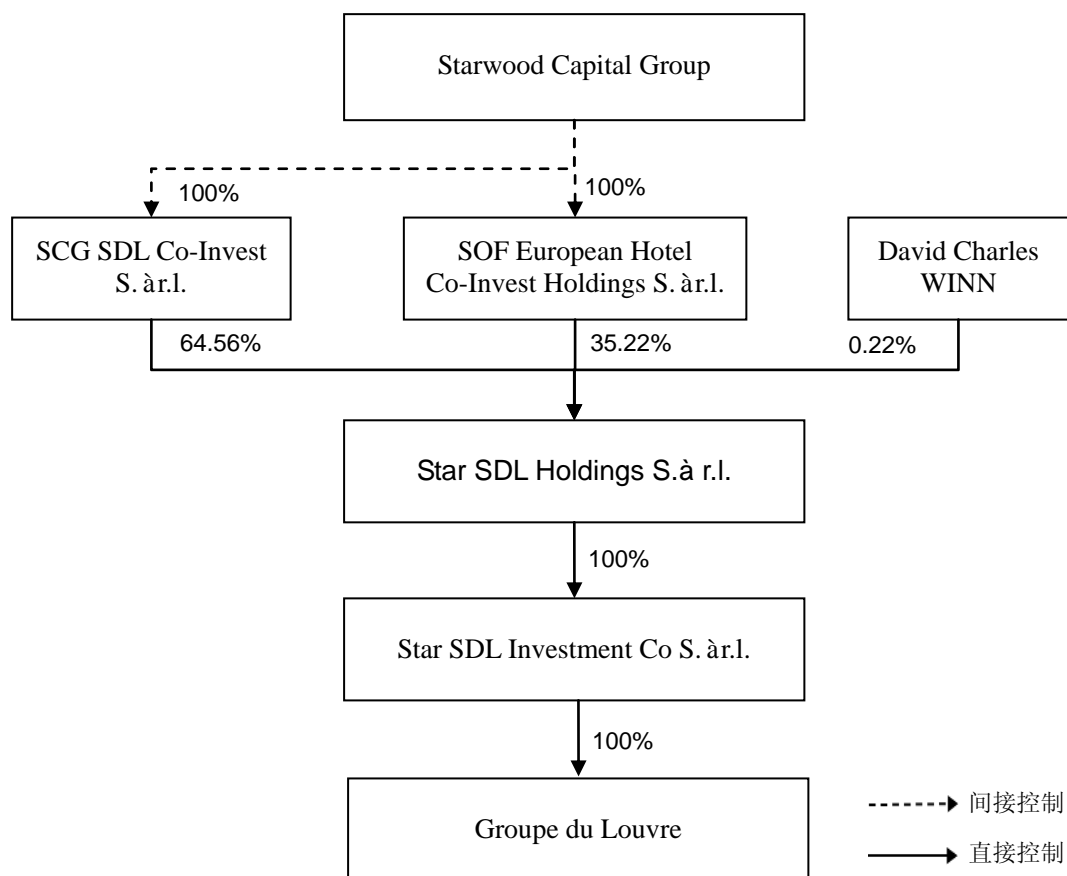 Starwood Capital Group
100%
100%
SCG SDL Co-Invest
S. àr.l.
SOF European Hotel
Co-Invest Holdings S. àr.l.
David Charles
WINN
64.56%
35.22%
0.22%
Star SDL Holdings S.à r.l.
100%
Star SDL Investment Co S. àr.l.
100%
Groupe du Louvre
间接控制
直接控制